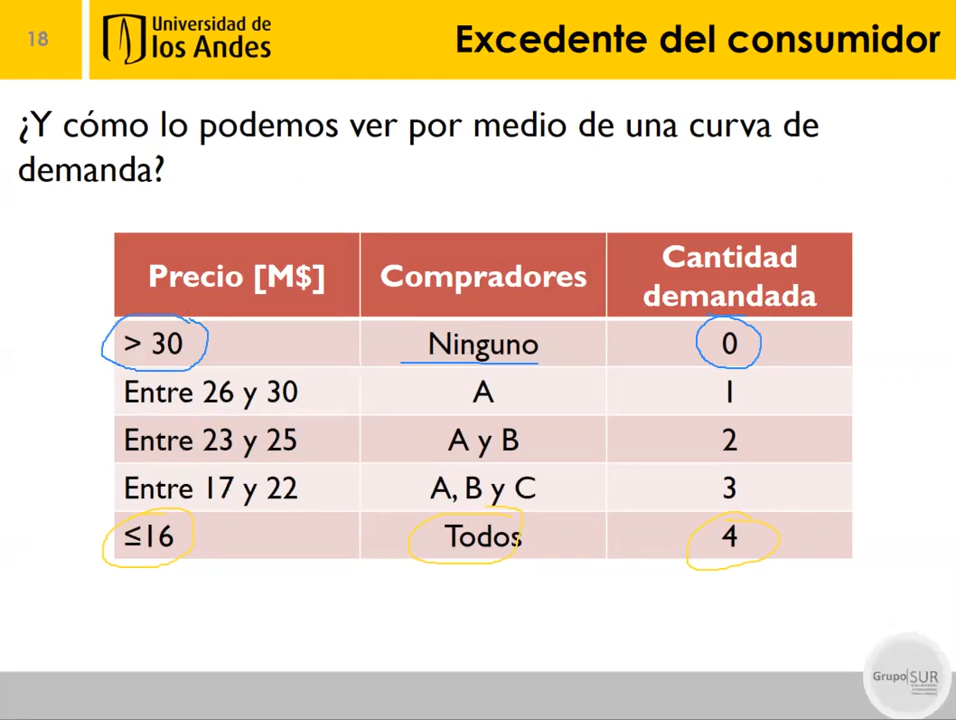 18
Universidad de
los Andes
Excedente del consumidor
¿Y cómo lo podemos ver por medio de una curva de
demanda?
Precio [M$] Compradores Cantidad demandada
> 30 Ninguno 0
Entre 26 y 30 A 1
Entre 23 y 25 A y B 2
Entre 17 y 22 A, B y C 3
≤16 Todos 4
Grupo|SUR